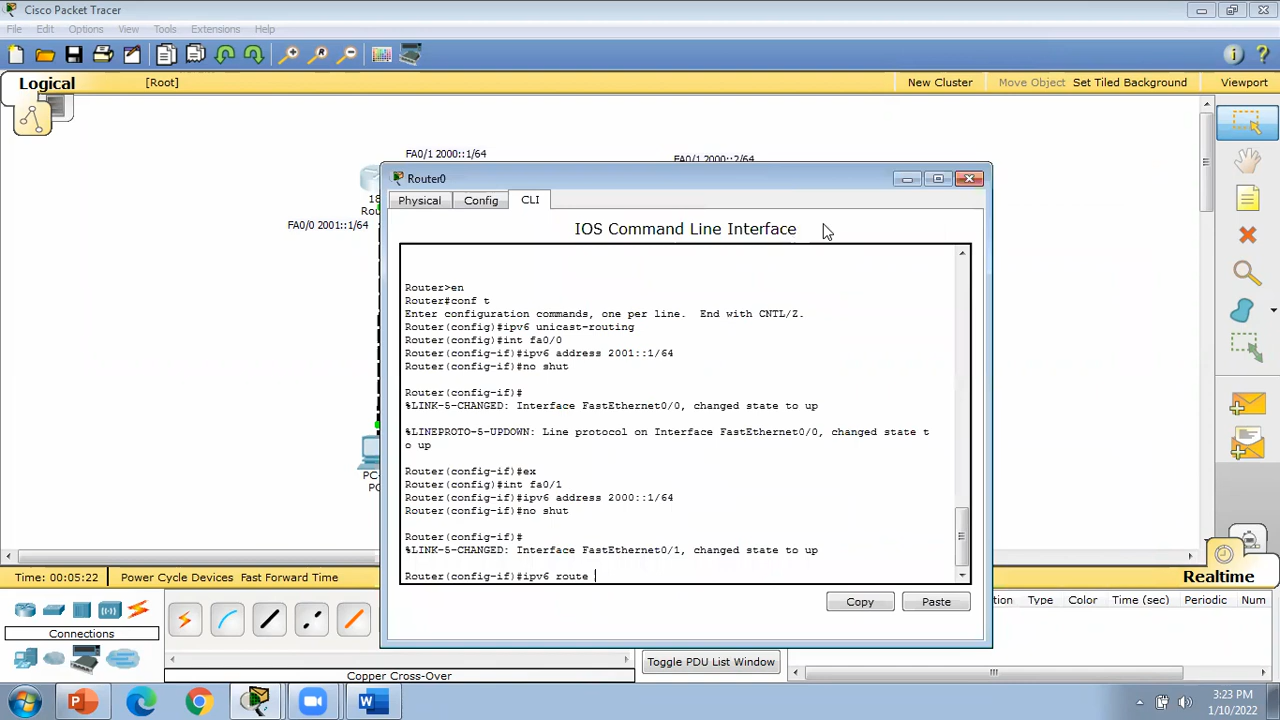 Cisco Packet Tracer
File Edit Options View Tools Extensions Help
Logical [Root] New Cluster Move Object Set Tiled Background Viewport
FA0/1 2000::1/64
FA0/1 2000::2/64
18
Rou
FA0/0 2001::1/64
PC-
PC
Router0
Physical Config CLI
IOS Command Line Interface
Router>en
Router#conf t
Enter configuration commands, one per line. End with CNTL/Z.
Router(config)#ipv6 unicast-routing
Router(config)#int fa0/0
Router(config-if)#ipv6 address 2001::1/64
Router(config-if)#no shut
Router(config-if)#
%LINK-5-CHANGED: Interface FastEthernet0/0, changed state to up
%LINEPROTO-5-UPDOWN: Line protocol on Interface FastEthernet0/0, changed state t
o up
Router(config-if)#ex
Router(config)#int fa0/1
Router(config-if)#ipv6 address 2000::1/64
Router(config-if)#no shut
Router(config-if)#
%LINK-5-CHANGED: Interface FastEthernet0/1, changed state to up
Router(config-if)#ipv6 route
Copy Paste
Time: 00:05:22 Power Cycle Devices Fast Forward Time Realtime
tion Type Color Time (sec) Periodic Num
Connections
Copper Cross-Over
Toggle PDU List Window
3:23 PM
1/10/2022